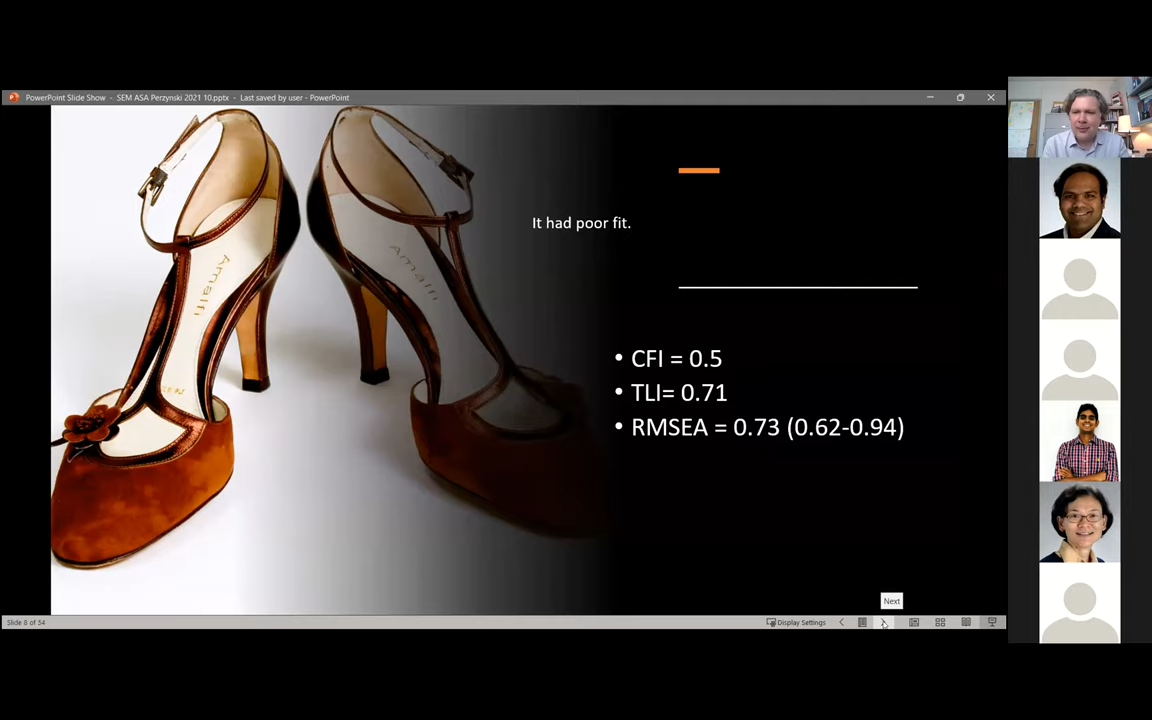 PowerPoint Slide Show - SEM ASA Perzynski 2021 10.pptx - Last saved by user - PowerPoint
It had poor fit.
Amalfi
Amalfi
• CFI = 0.5
• TLI= 0.71
• RMSEA = 0.73 (0.62-0.94)
Next
Slide 8 of 54
Display Settings